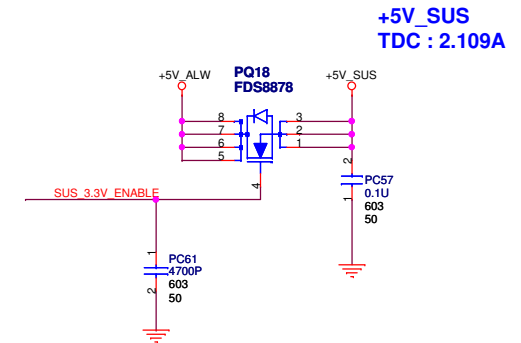 +5V_SUS
TDC : 2.109A
+5V_ALW
PQ18
FDS8878
+5V_SUS
8
7
6
5
3
2
1
4
2
PC57
0.1U
603
50
1
SUS_3.3V_ENABLE
1
PC61
4700P
603
50
2